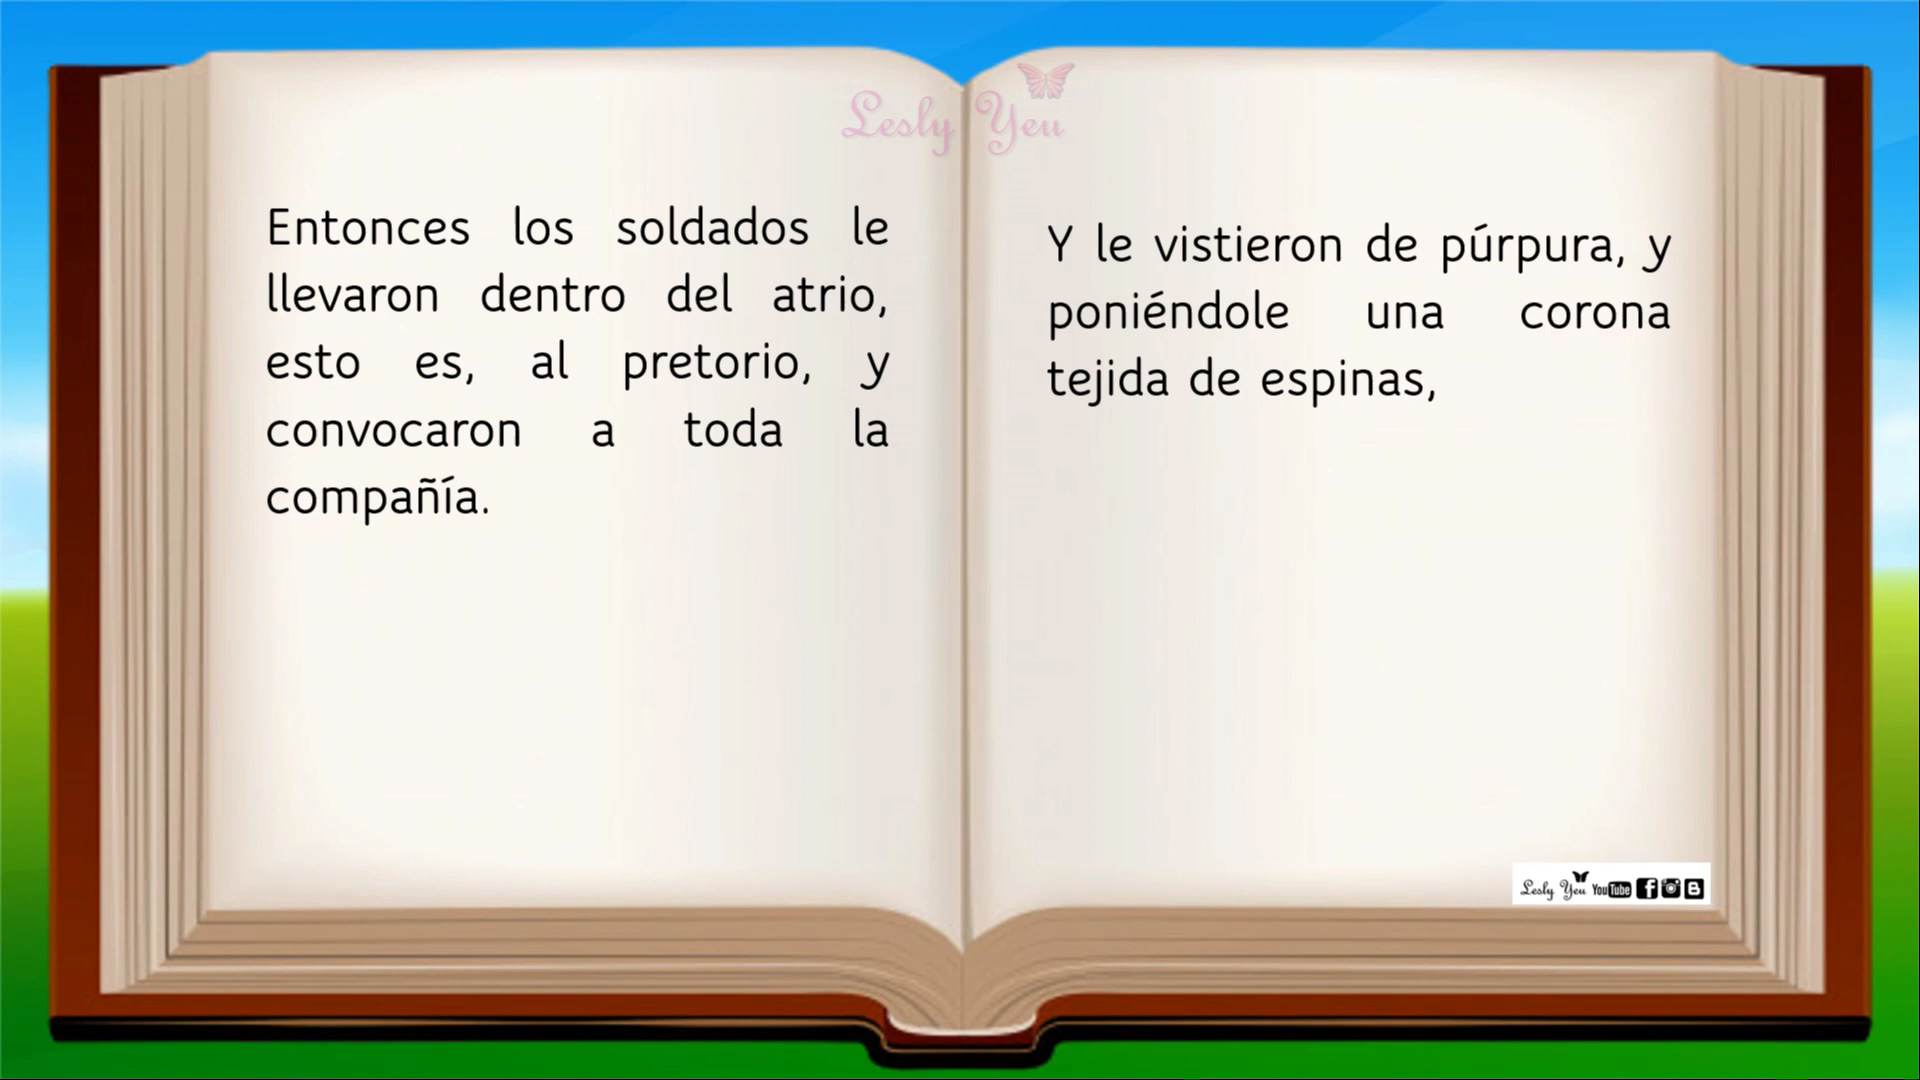 Lesly Yeu
Entonces los soldados le
llevaron dentro del atrio,
esto es, al pretorio, y
convocaron a toda la
compañía.
Y le vistieron de púrpura, y
poniéndole una corona
tejida de espinas,
Lesly Yeu YouTube